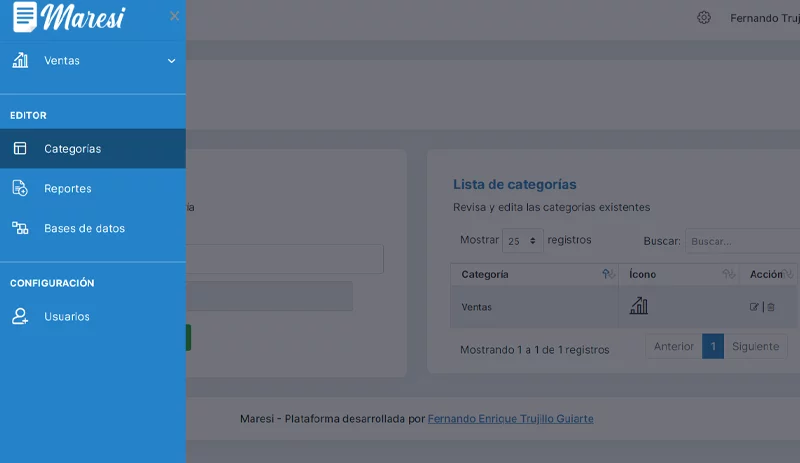 Maresi
Fernando Truj
Ventas
EDITOR
Categorías
Reportes
Bases de datos
CONFIGURACIÓN
Usuarios
ía
Lista de categorías
Revisa y edita las categorías existentes
Mostrar 25 registros
Buscar: Buscar...
Categoría Ícono Acción
Ventas
Mostrando 1 a 1 de 1 registros
Anterior 1 Siguiente
Maresi - Plataforma desarrollada por Fernando Enrique Trujillo Guiarte